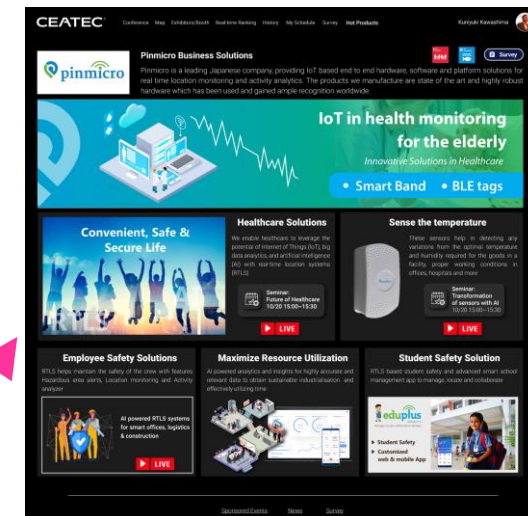 CEATEC
Conference Map Exhibitors/Booth Real-time Ranking History My Schedule Survey Hot Products
Kuniyuki Kawashima
pinmicro
Pinmicro Business Solutions
Survey
Pinmicro is a leading Japanese company, providing IoT based end to end hardware, software and platform solutions for
real time location monitoring and activity analytics. The products we manufacture are state of the art and highly robust
hardware which has been used and gained ample recognition worldwide.
IoT in health monitoring
for the elderly
Innovative Solutions in Healthcare
• Smart Band • BLE tags
Convenient, Safe &
Secure Life
RTLS
Healthcare Solutions
We enable healthcare to leverage the
potential of Internet of Things (IoT), big
data analytics, and artificial intelligence
(AI) with real-time location systems
(RTLS)
Seminar:
Future of Healthcare
10/20 15:00~15:30
LIVE
Sense the temperature
These sensors help in detecting any
variations from the optimal temperature
and humidity required for the goods in a
facility, proper working conditions in
offices, hospitals and more
Seminar:
Transformation
of sensors with AI
10/20 15:00~15:30
LIVE
Employee Safety Solutions
RTLS helps maintain the safety of the crew with features
Hazardous area alerts, Location monitoring and Activity
analyser
AI powered RTLS systems
for smart offices, logistics
& construction
LIVE
Maximize Resource Utilization
AI powered analytics and insights for highly accurate and
relevant data to obtain sustainable industrialisation and
effectively utilizing time
Student Safety Solution
RTLS based student safety and advanced smart school
management app to manage, locate and collaborate
eduplus
Student Safety
Customized
web & mobile App
Sponsored Events News Survey